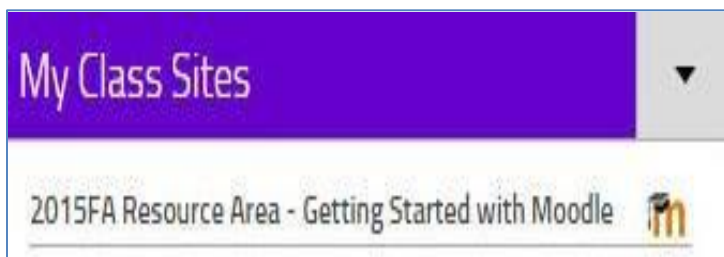 My Class Sites
2015FA Resource Area - Getting Started with Moodle